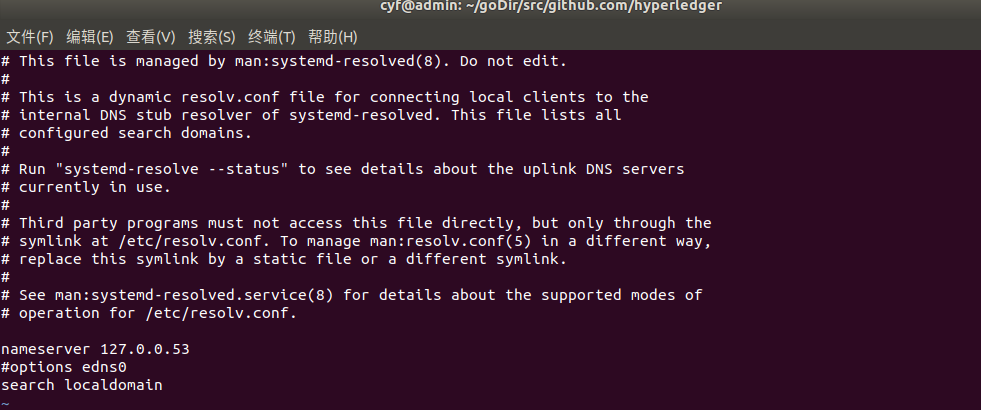 cyf@admin: ~/goDir/src/github.com/hyperledger
文件(F) 编辑(E) 查看(V) 搜索(S) 终端(T) 帮助(H)
# This file is managed by man:systemd-resolved(8). Do not edit.
#
# This is a dynamic resolv.conf file for connecting local clients to the
# internal DNS stub resolver of systemd-resolved. This file lists all
# configured search domains.
#
# Run "systemd-resolve --status" to see details about the uplink DNS servers
# currently in use.
#
# Third party programs must not access this file directly, but only through the
# symlink at /etc/resolv.conf. To manage man:resolv.conf(5) in a different way,
# replace this symlink by a static file or a different symlink.
#
# See man:systemd-resolved.service(8) for details about the supported modes of
# operation for /etc/resolv.conf.
nameserver 127.0.0.53
#options edns0
search localdomain
~